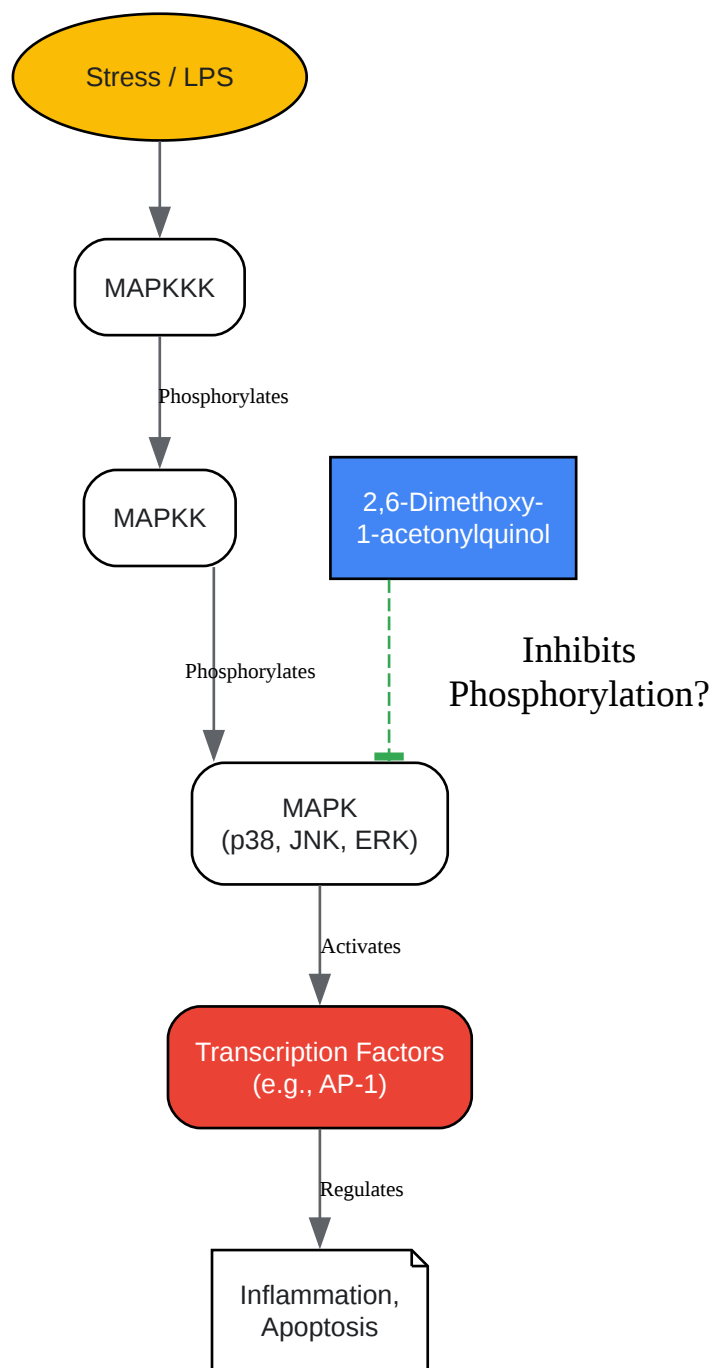 Stress / LPS
MAPKKK
Phosphorylates
MAPKK
2,6-Dimethoxy-
1-acetonylquinol
Inhibits
Phosphorylation?
Phosphorylates
MAPK
(p38, JNK, ERK)
Activates
Transcription Factors
(e.g., AP-1)
Regulates
Inflammation,
Apoptosis